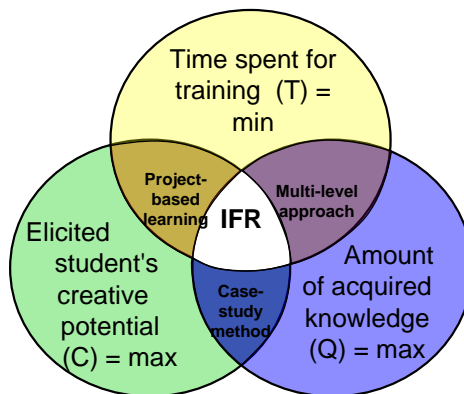 Time spent for
training (T) =
min
Project-
based
learning
Multi-level
approach
IFR
Elicited
student's
creative
potential
(C) = max
Case-
study
method
Amount
of acquired
knowledge
(Q) = max